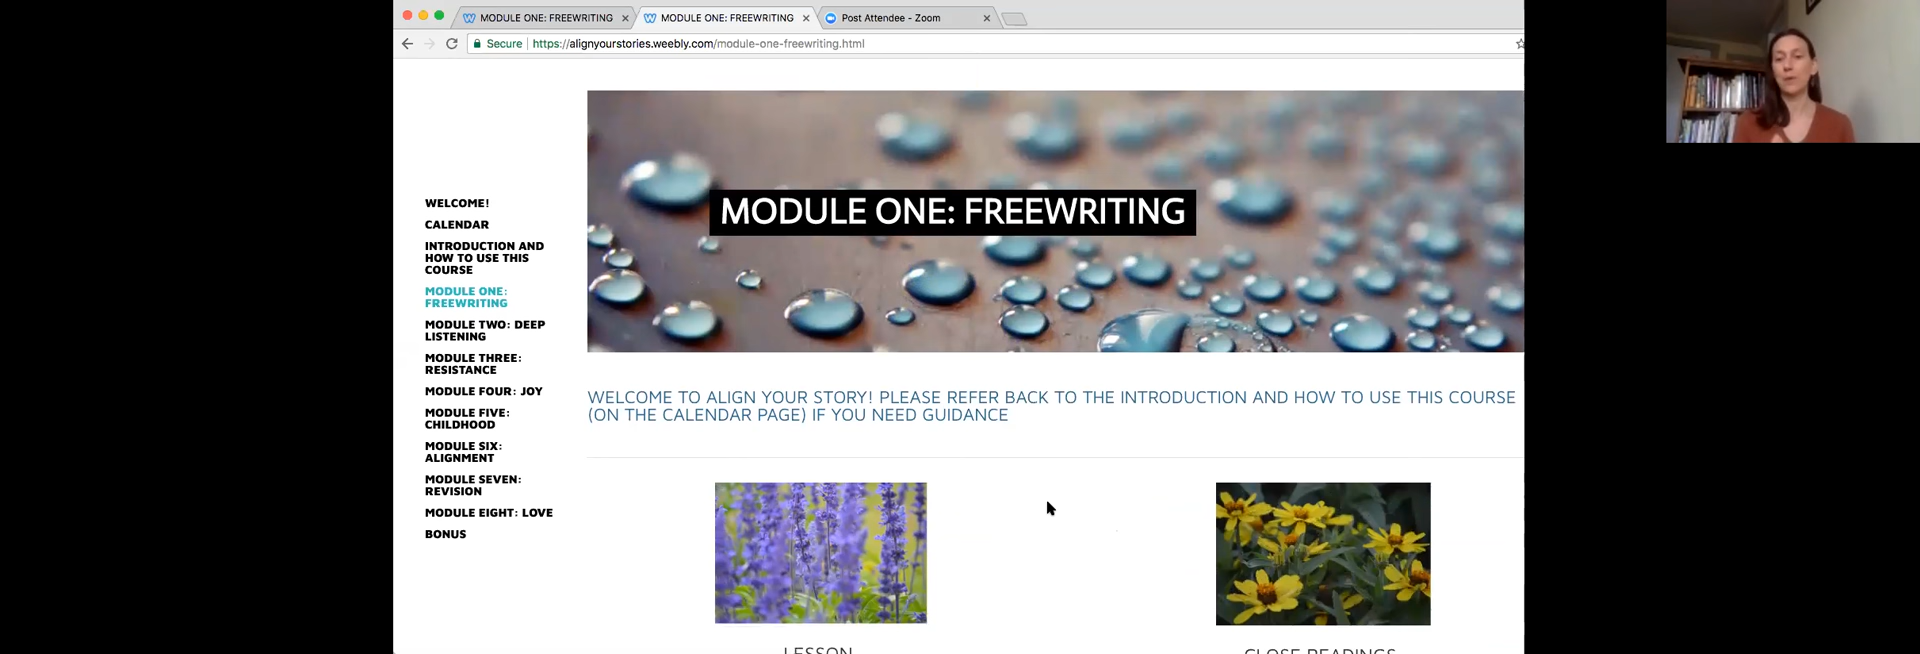 MODULE ONE: FREEWRITING
MODULE ONE: FREEWRITING
Post Attendee - Zoom
Secure
https://alignyourstories.weebly.com/module-one-freewriting.html
MODULE ONE: FREEWRITING
WELCOME!
CALENDAR
INTRODUCTION AND
HOW TO USE THIS
COURSE
MODULE ONE:
FREEWRITING
MODULE TWO: DEEP
LISTENING
MODULE THREE:
RESISTANCE
MODULE FOUR: JOY
MODULE FIVE:
CHILDHOOD
MODULE SIX:
ALIGNMENT
MODULE SEVEN:
REVISION
MODULE EIGHT: LOVE
BONUS
WELCOME TO ALIGN YOUR STORY! PLEASE REFER BACK TO THE INTRODUCTION AND HOW TO USE THIS COURSE
(ON THE CALENDAR PAGE) IF YOU NEED GUIDANCE
LESSON
CLOSE READINGS